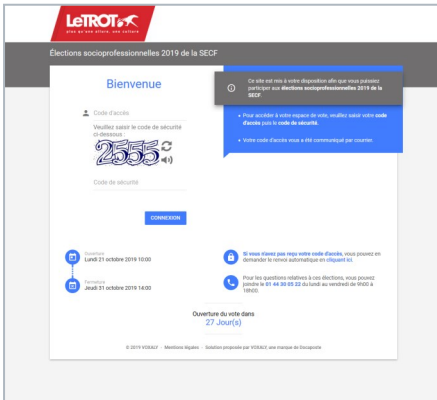 LeTROT
plus qu'une allure, une culture
Élections socioprofessionnelles 2019 de la SECF
Bienvenue
Code d'accès
Veuillez saisir le code de sécurité
ci-dessous :
2555
Code de sécurité
CONNEXION
Ce site est mis à votre disposition afin que vous puissiez
participer aux élections socioprofessionnelles 2019 de la
SECF.
Pour accéder à votre espace de vote, veuillez saisir votre code
d'accès puis le code de sécurité.
Votre code d'accès vous a été communiqué par courrier.
Ouverture
Lundi 21 octobre 2019 10:00
Fermeture
Jeudi 31 octobre 2019 14:00
Si vous n'avez pas reçu votre code d'accès, vous pouvez en
demander le renvoi automatique en cliquant ici.
Pour les questions relatives à ces élections, vous pouvez
joindre le 01 44 30 05 22 du lundi au vendredi de 9h00 à
18h00.
Ouverture du vote dans
27 Jour(s)
© 2019 VOXALY - Mentions légales - Solution proposée par VOXALY, une marque de Docaposte